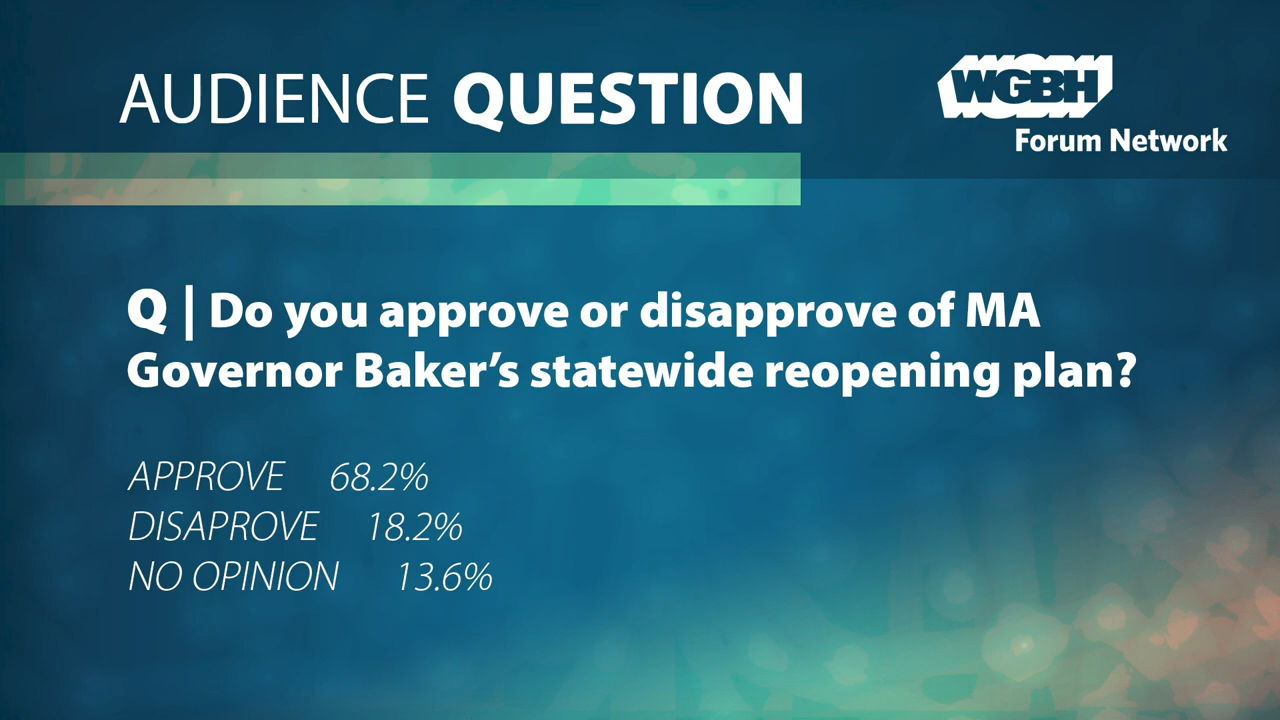 AUDIENCE QUESTION
WGBH
Forum Network
Q | Do you approve or disapprove of MA
Governor Baker’s statewide reopening plan?
APPROVE 68.2%
DISAPROVE 18.2%
NO OPINION 13.6%